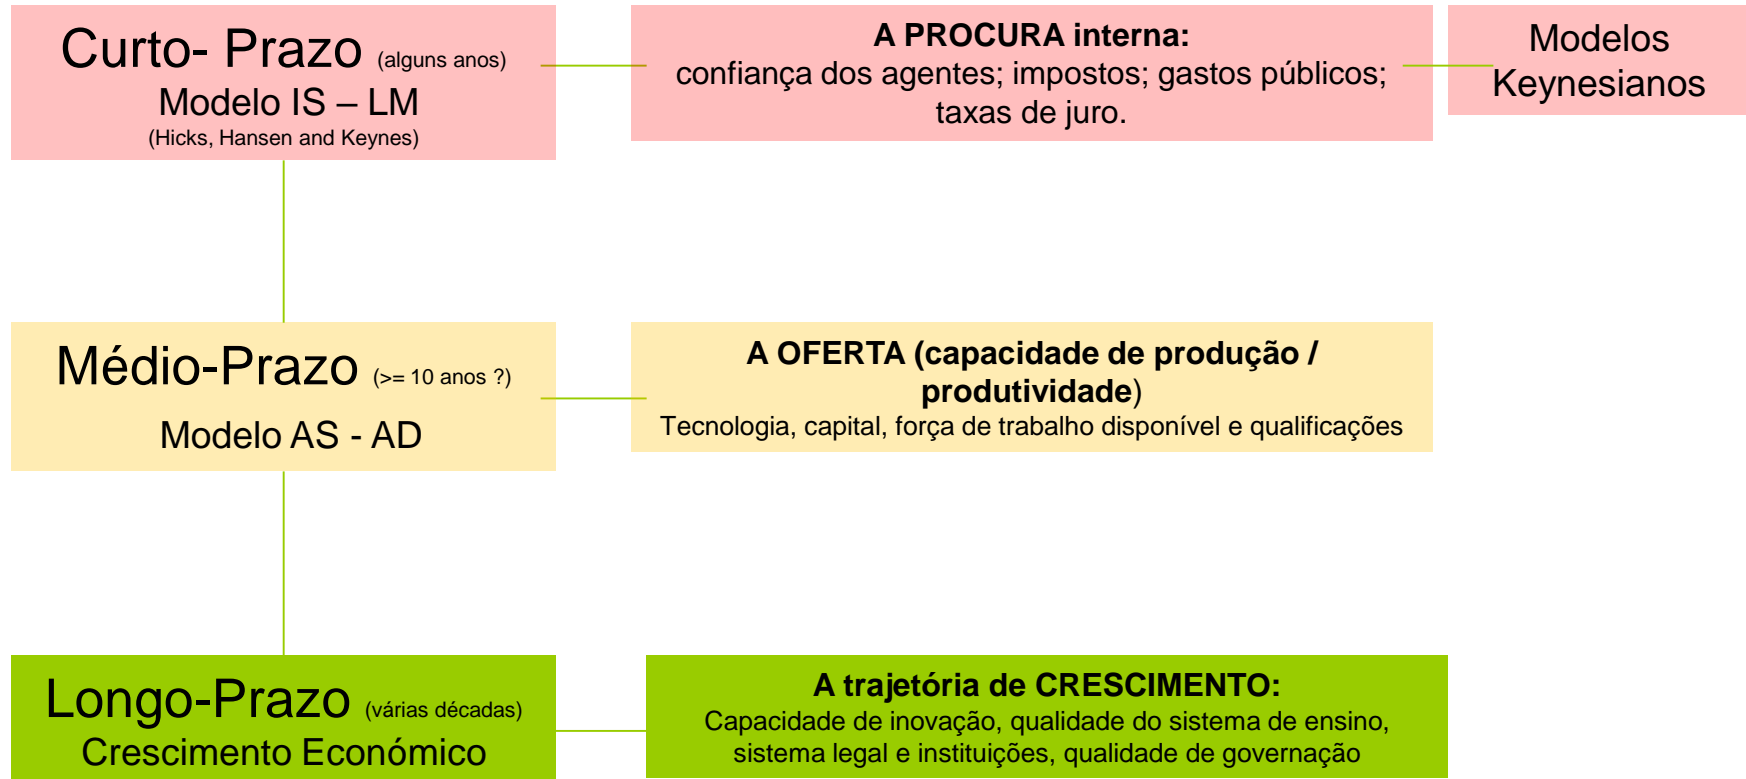 Curto- Prazo (alguns anos)
Modelo IS – LM
(Hicks, Hansen and Keynes)
A PROCURA interna:
confiança dos agentes; impostos; gastos públicos;
taxas de juro.
Modelos
Keynesianos
Médio-Prazo (>= 10 anos ?)
Modelo AS - AD
A OFERTA (capacidade de produção /
produtividade)
Tecnologia, capital, força de trabalho disponível e qualificações
Longo-Prazo (várias décadas)
Crescimento Económico
A trajetória de CRESCIMENTO:
Capacidade de inovação, qualidade do sistema de ensino,
sistema legal e instituições, qualidade de governação